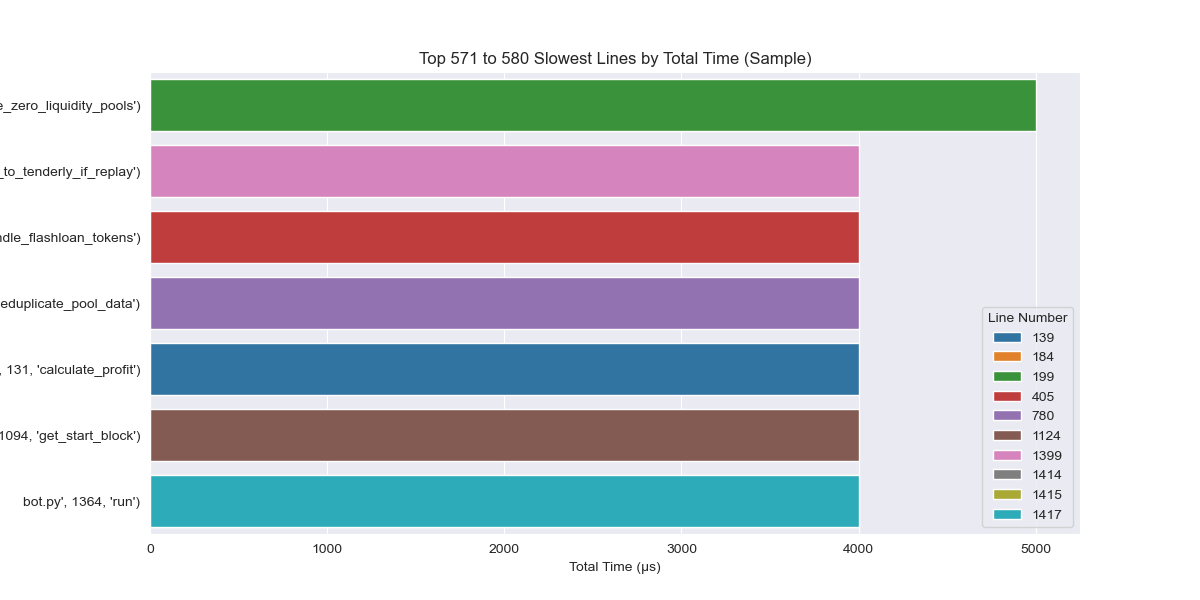 Top 571 to 580 Slowest Lines by Total Time (Sample)
e_zero_liquidity_pools')
_to_tenderly_if_replay')
ndle_flashloan_tokens')
eduplicate_pool_data')
, 131, 'calculate_profit')
1094, 'get_start_block')
bot.py', 1364, 'run')
Line Number
139
184
199
405
780
1124
1399
1414
1415
1417
0 1000 2000 3000 4000 5000
Total Time (µs)